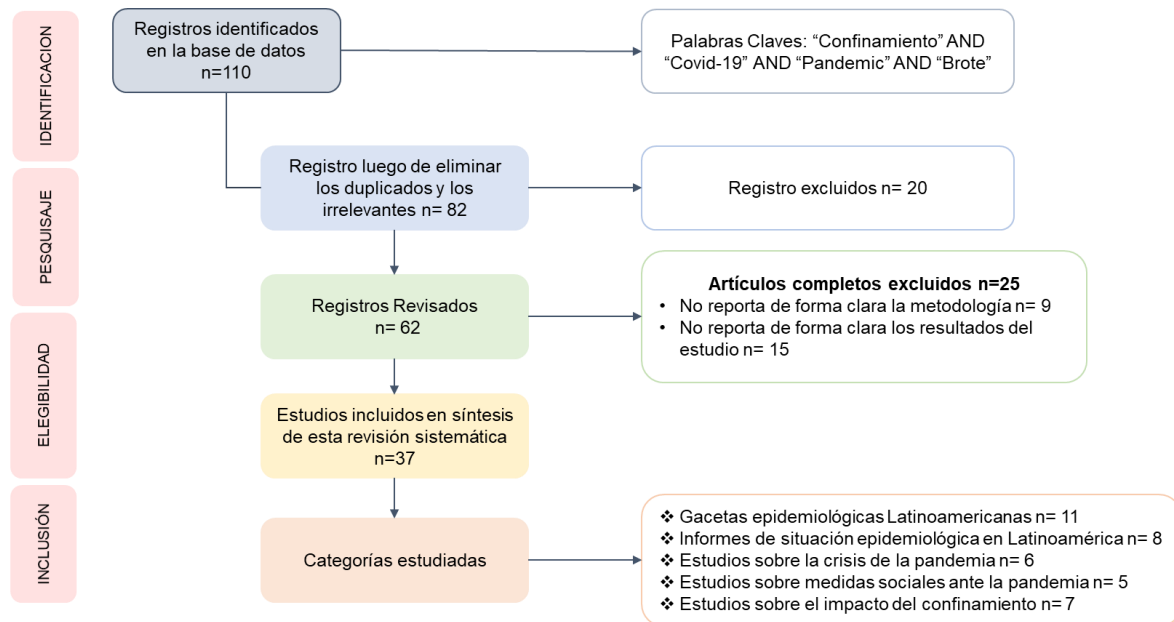 IDENTIFICACION
Registros identificados
en la base de datos
n=110
Palabras Claves: “Confinamiento” AND
“Covid-19” AND “Pandemic” AND “Brote”
PESQUISAJE
Registro luego de eliminar
los duplicados y los
irrelevantes n= 82
Registro excluidos n= 20
Registros Revisados
n= 62
Artículos completos excluidos n=25
• No reporta de forma clara la metodología n= 9
• No reporta de forma clara los resultados del
estudio n= 15
ELEGIBILIDAD
Estudios incluidos en síntesis
de esta revisión sistemática
n=37
INCLUSIÓN
Categorías estudiadas
❖ Gacetas epidemiológicas Latinoamericanas n= 11
❖ Informes de situación epidemiológica en Latinoamérica n= 8
❖ Estudios sobre la crisis de la pandemia n= 6
❖ Estudios sobre medidas sociales ante la pandemia n= 5
❖ Estudios sobre el impacto del confinamiento n= 7